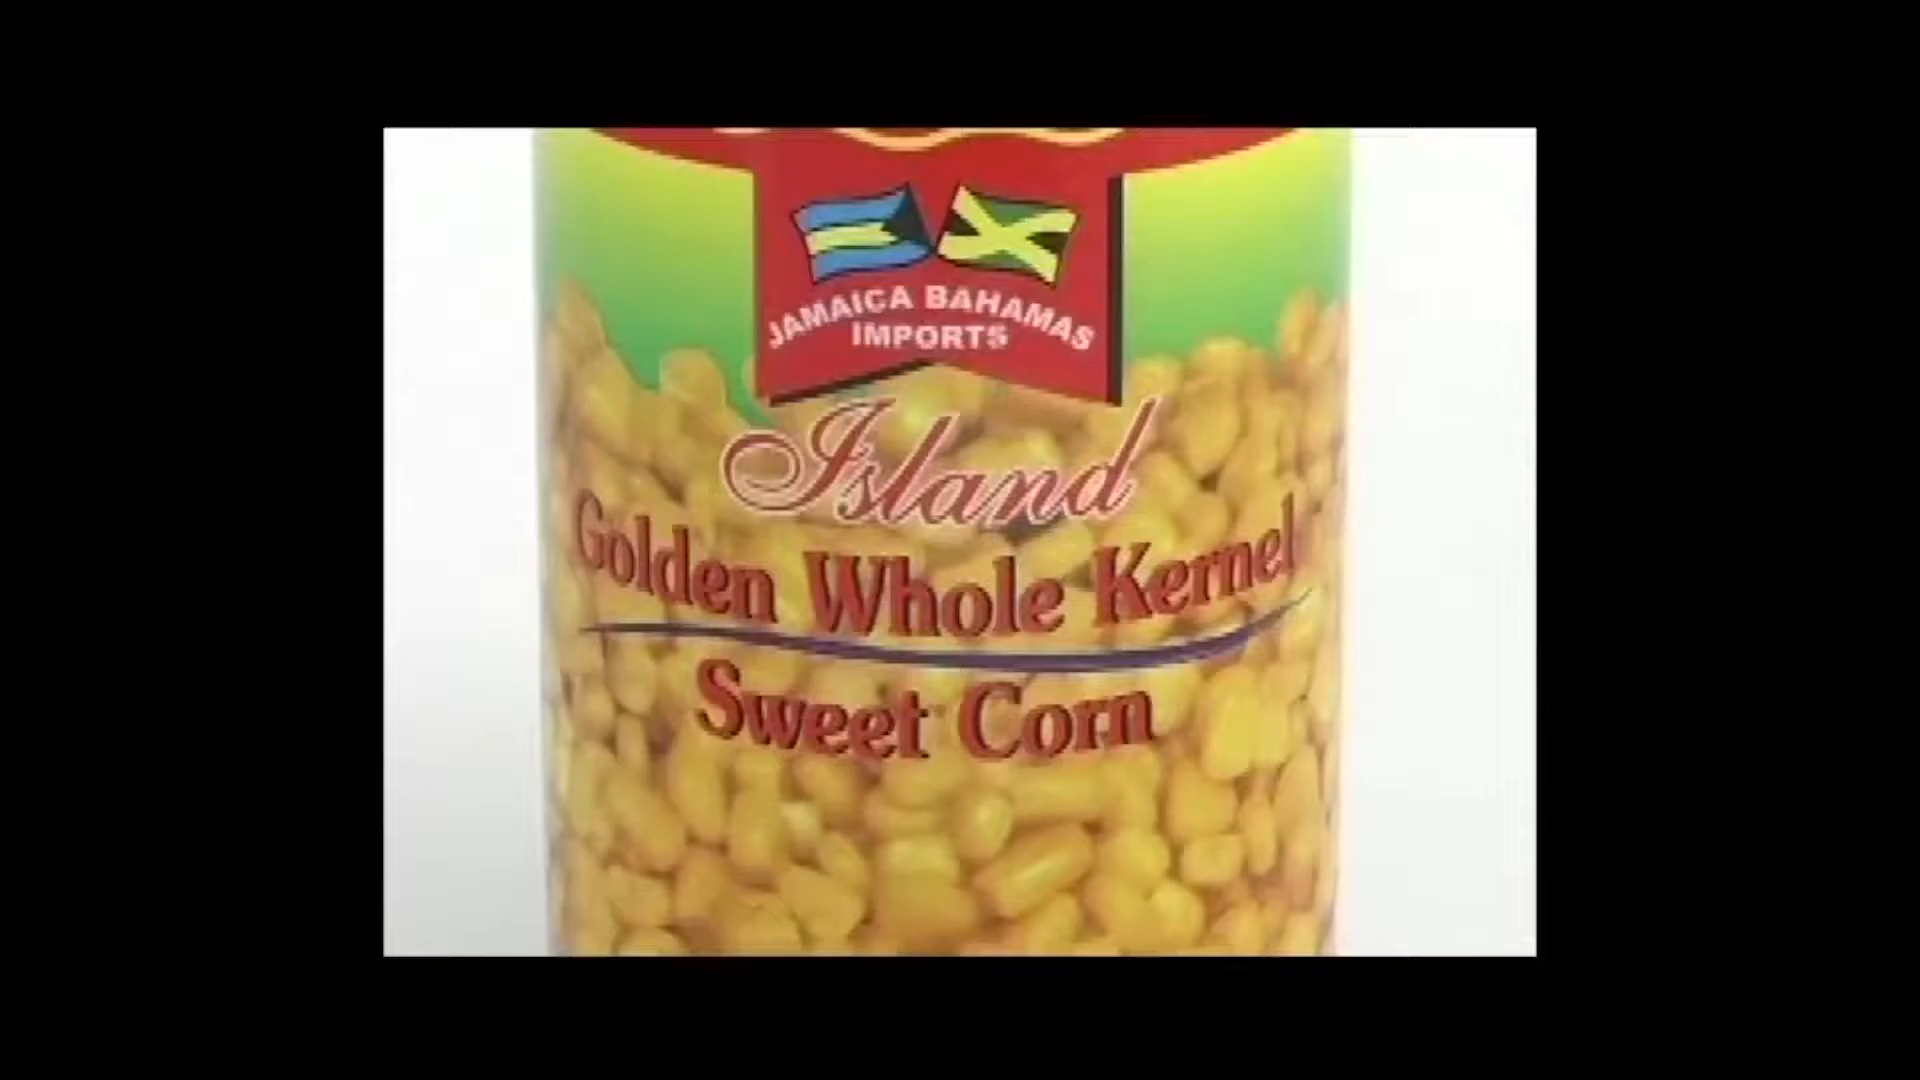 JAMAICA BAHAMAS
IMPORTS
Island
Golden Whole Kernel
Sweet Corn